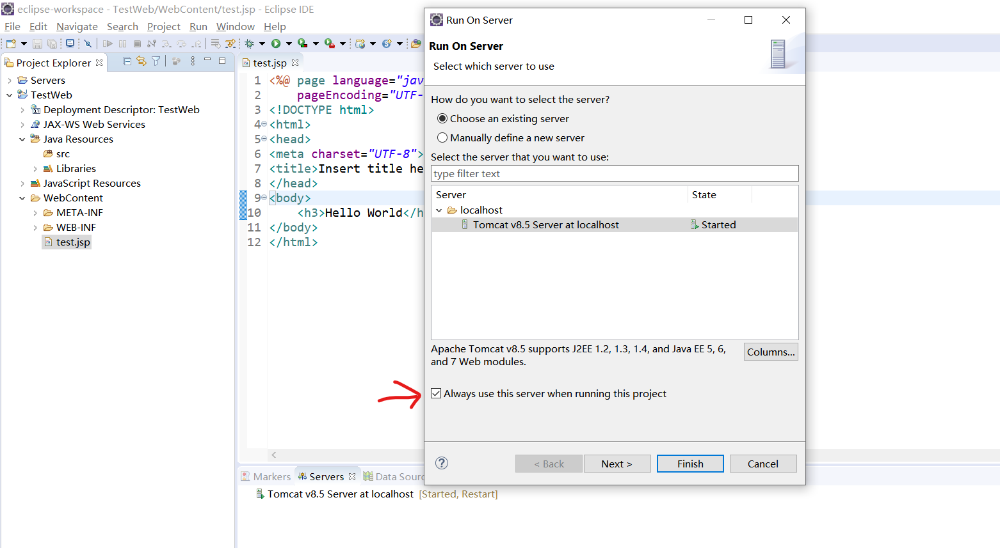 eclipse-workspace - TestWeb/WebContent/test.jsp - Eclipse IDE
File Edit Navigate Search Project Run Window Help
Project Explorer
Servers
TestWeb
Deployment Descriptor: TestWeb
JAX-WS Web Services
Java Resources
src
Libraries
JavaScript Resources
WebContent
META-INF
WEB-INF
test.jsp
test.jsp
1 <%@ page language="jav
2 pageEncoding="UTF-
3 <!DOCTYPE html>
4 <html>
5 <head>
6 <meta charset="UTF-8">
7 <title>Insert title he
8 </head>
9 <body>
10 <h3>Hello World</h
11 </body>
12 </html>
Markers Servers Data Sourc
Tomcat v8.5 Server at localhost [Started, Restart]
Run On Server
Run On Server
Select which server to use
How do you want to select the server?
Choose an existing server
Manually define a new server
Select the server that you want to use:
type filter text
Server State
localhost
Tomcat v8.5 Server at localhost Started
Apache Tomcat v8.5 supports J2EE 1.2, 1.3, 1.4, and Java EE 5, 6,
and 7 Web modules.
Columns...
Always use this server when running this project
? < Back Next > Finish Cancel